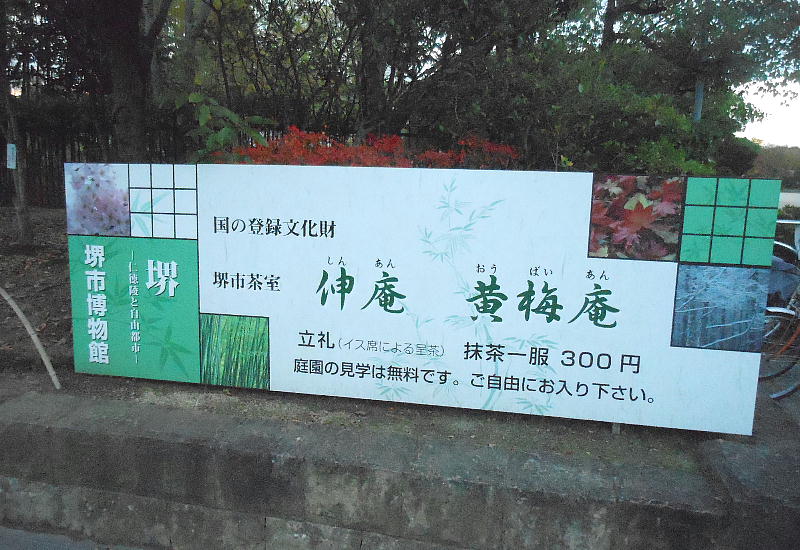 堺市博物館
堺
―仁徳陵と自由都市―
国の登録文化財
堺市茶室
しん あん
伸庵
おう ばい あん
黄梅庵
立礼(イス席による呈茶) 抹茶一服 300円
庭園の見学は無料です。ご自由にお入り下さい。